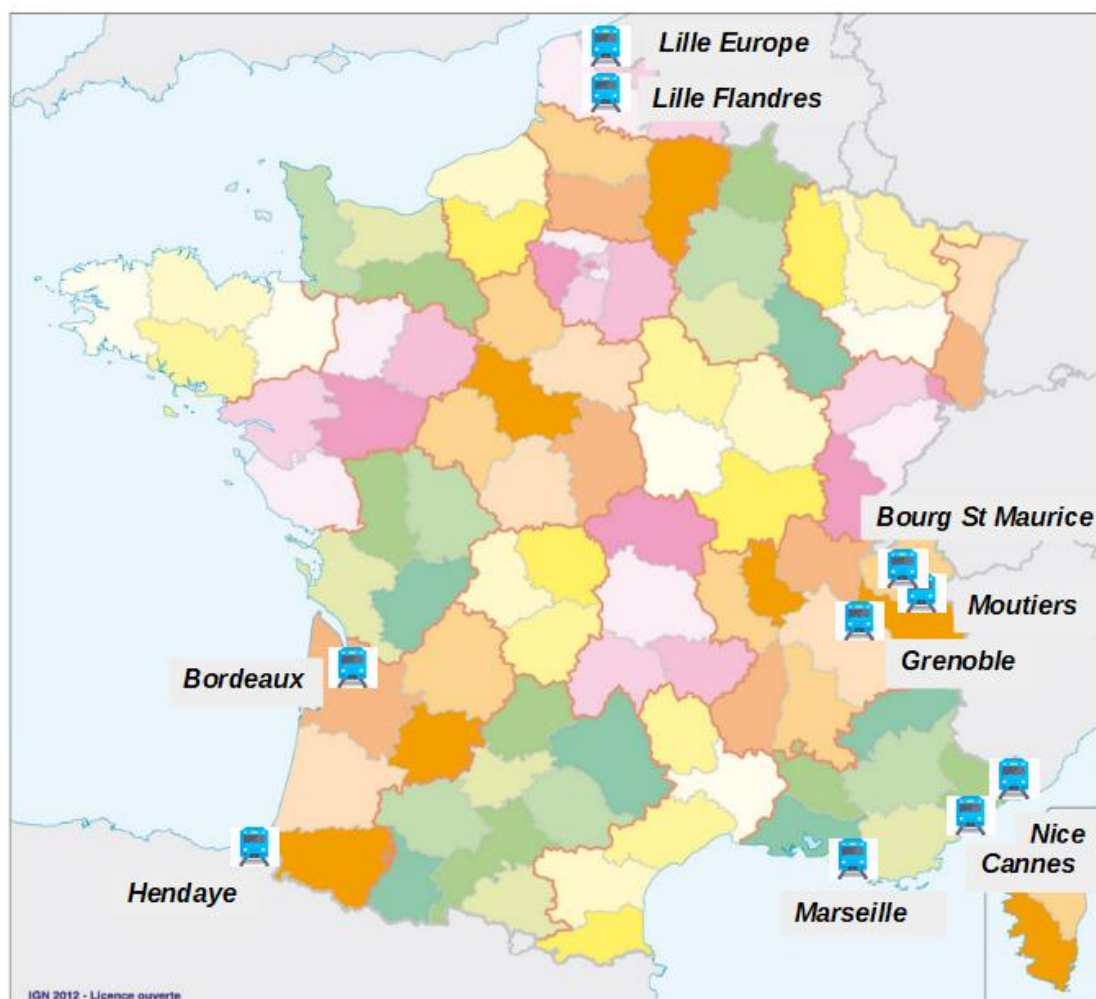 Lille Europe
Lille Flandres
Bourg St Maurice
Moutiers
Grenoble
Bordeaux
Nice
Cannes
Hendaye
Marseille
IGN 2012 - Licence ouverte